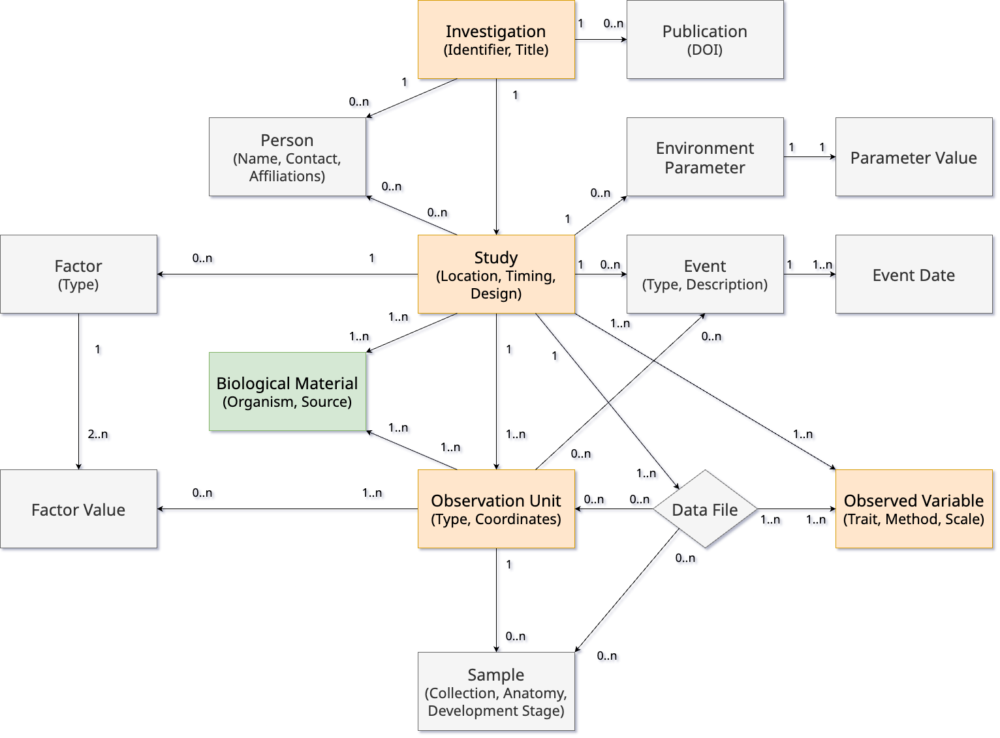 Investigation
(Identifier, Title)
1
0..n
Publication
(DOI)
1
0..n
1
Person
(Name, Contact,
Affiliations)
Environment
Parameter
1
1
Parameter Value
0..n
0..n
0..n
1
Factor
(Type)
0..n
1
Study
(Location, Timing,
Design)
1
0..n
Event
(Type, Description)
1
1..n
Event Date
1..n
1..n
1
1
1..n
0..n
1
2..n
Biological Material
(Organism, Source)
1..n
1..n
1..n
0..n
1..n
1..n
Factor Value
0..n
1..n
Observation Unit
(Type, Coordinates)
0..n
0..n
Data File
1..n
1..n
Observed Variable
(Trait, Method, Scale)
1
0..n
0..n
0..n
Sample
(Collection, Anatomy,
Development Stage)